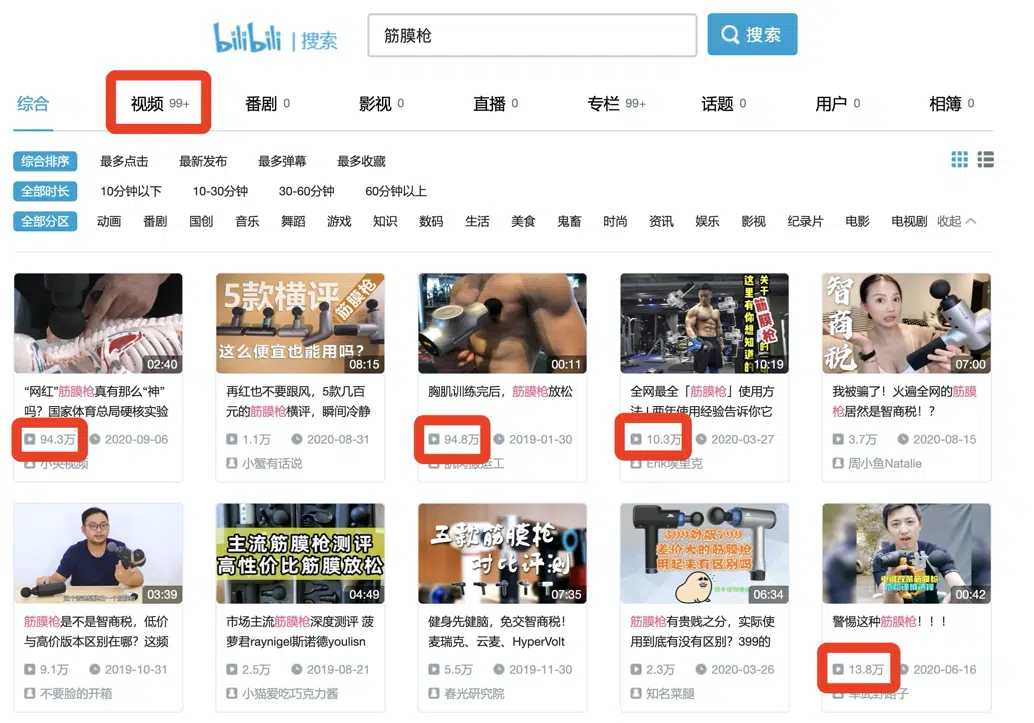 bilibili | 搜索
筋膜枪
搜索
综合 视频 99+ 番剧 0 影视 0 直播 0 专栏 99+ 话题 0 用户 0 相簿 0
综合排序 最多点击 最新发布 最多弹幕 最多收藏
全部时长 10分钟以下 10-30分钟 30-60分钟 60分钟以上
全部分区 动画 番剧 国创 音乐 舞蹈 游戏 知识 数码 生活 美食 鬼畜 时尚 资讯 娱乐 影视 纪录片 电影 电视剧 收起
02:40
“网红”筋膜枪真有那么“神”
吗？国家体育总局硬核实验
94.3万 2020-09-06
小央视频
5款横评
筋膜枪
这么便宜也能用吗?
08:15
再红也不要跟风，5款几百
元的筋膜枪横评，瞬间冷静
1.1万 2020-08-31
小蟹有话说
00:11
胸肌训练完后，筋膜枪放松
94.8万 2019-01-30
肌肉搬运工
关于筋膜枪的
这里有你想知道的
10:19
全网最全「筋膜枪」使用方
法！两年使用经验告诉你它
10.3万 2020-03-27
Erik埃里克
智商税
07:00
我被骗了！火遍全网的筋膜
枪居然是智商税！？
3.7万 2020-08-15
周小鱼Natalie
03:39
筋膜枪是不是智商税，低价
与高价版本区别在哪？这频
9.1万 2019-10-31
不要脸的开箱
主流筋膜枪测评
高性价比筋膜放松
04:49
市场主流筋膜枪深度测评 菠
萝君raynigel斯诺德youlisn
2.5万 2019-08-21
小猫爱吃巧克力酱
五款筋膜枪
对比评测
07:35
健身先健脑，免交智商税！
麦瑞克、云麦、HyperVolt
5.5万 2019-11-30
春光研究院
399对飙799
差价大的筋膜枪
用起来有区别吗
06:34
筋膜枪有贵贱之分，实际使
用到底有没有区别？399的
2.3万 2020-03-26
知名菜腿
00:42
警惕这种筋膜枪！！！
13.8万 2020-06-16